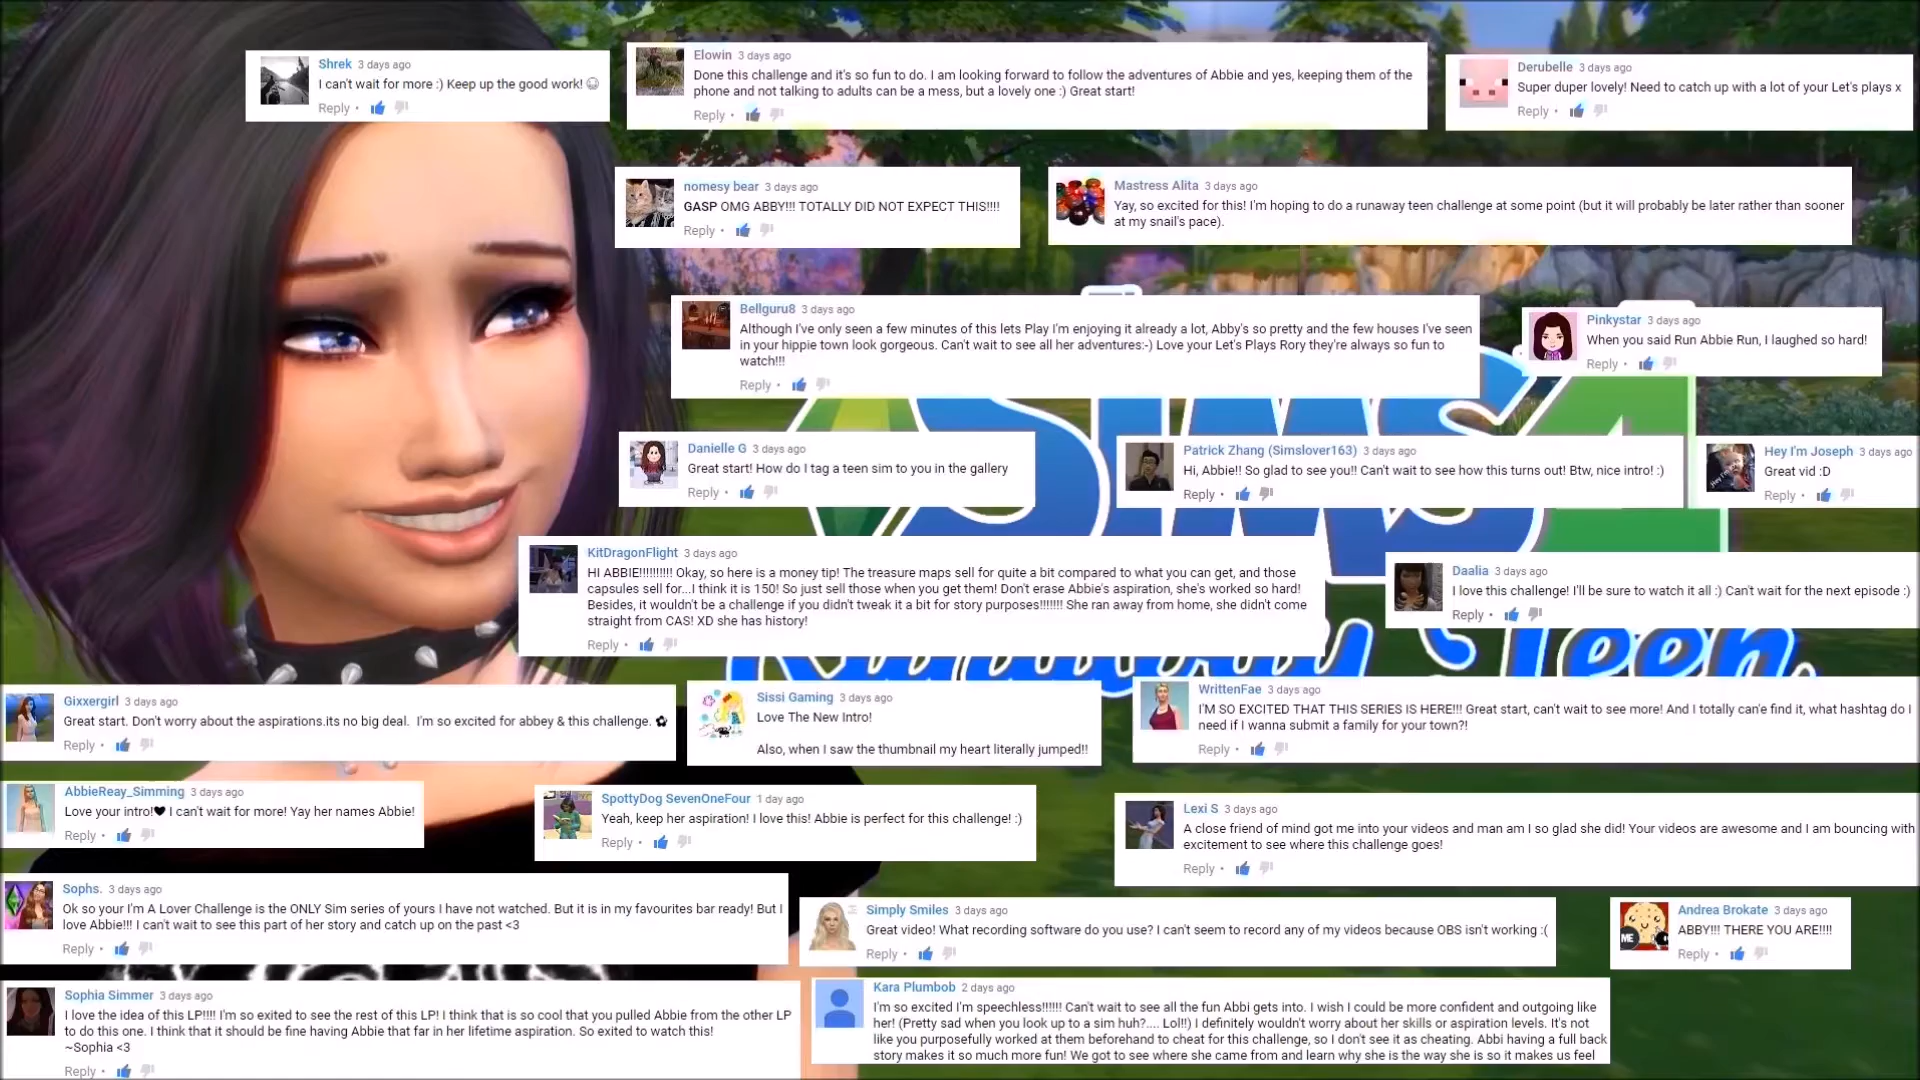 Shrek 3 days ago
I can't wait for more :) Keep up the good work!
Reply •
Elowin 3 days ago
Done this challenge and it's so fun to do. I am looking forward to follow the adventures of Abbie and yes, keeping them of the
phone and not talking to adults can be a mess, but a lovely one :) Great start!
Reply •
Derubelle 3 days ago
Super duper lovely! Need to catch up with a lot of your Let's plays x
Reply •
nomesy bear 3 days ago
GASP OMG ABBY!!! TOTALLY DID NOT EXPECT THIS!!!!
Reply •
Mastress Alita 3 days ago
Yay, so excited for this! I'm hoping to do a runaway teen challenge at some point (but it will probably be later rather than sooner
at my snail's pace).
Bellguru8 3 days ago
Although I've only seen a few minutes of this lets Play I'm enjoying it already a lot, Abby's so pretty and the few houses I've seen
in your hippie town look gorgeous. Can't wait to see all her adventures:-) Love your Let's Plays Rory they're always so fun to
watch!!!
Reply •
Pinkystar 3 days ago
When you said Run Abbie Run, I laughed so hard!
Reply •
SIMS 4
Danielle G 3 days ago
Great start! How do I tag a teen sim to you in the gallery
Reply •
Patrick Zhang (Simslover163) 3 days ago
Hi, Abbie!! So glad to see you!! Can't wait to see how this turns out! Btw, nice intro! :)
Reply •
Hey I'm Joseph 3 days ago
Great vid :D
Reply •
KitDragonFlight 3 days ago
HI ABBIE!!!!!!!!!! Okay, so here is a money tip! The treasure maps sell for quite a bit compared to what you can get, and those
capsules sell for...I think it is 150! So just sell those when you get them! Don't erase Abbie's aspiration, she's worked so hard!
Besides, it wouldn't be a challenge if you didn't tweak it a bit for story purposes!!!!!!! She ran away from home, she didn't come
straight from CAS! XD she has history!
Reply •
Daalia 3 days ago
I love this challenge! I'll be sure to watch it all :) Can't wait for the next episode :)
Reply •
Teen
Gixxergirl 3 days ago
Great start. Don't worry about the aspirations.its no big deal. I'm so excited for abbey & this challenge. ✿
Reply •
Sissi Gaming 3 days ago
Love The New Intro!
Also, when I saw the thumbnail my heart literally jumped!!
WrittenFae 3 days ago
I'M SO EXCITED THAT THIS SERIES IS HERE!!! Great start, can't wait to see more! And I totally can'e find it, what hashtag do I
need if I wanna submit a family for your town?!
Reply •
AbbieReay_Simming 3 days ago
Love your intro!♥ I can't wait for more! Yay her names Abbie!
Reply •
SpottyDog SevenOneFour 1 day ago
Yeah, keep her aspiration! I love this! Abbie is perfect for this challenge! :)
Reply •
Lexi S 3 days ago
A close friend of mind got me into your videos and man am I so glad she did! Your videos are awesome and I am bouncing with
excitement to see where this challenge goes!
Reply •
Sophs. 3 days ago
Ok so your I'm A Lover Challenge is the ONLY Sim series of yours I have not watched. But it is in my favourites bar ready! But I
love Abbie!!! I can't wait to see this part of her story and catch up on the past <3
Reply •
Simply Smiles 3 days ago
Great video! What recording software do you use? I can't seem to record any of my videos because OBS isn't working :(
Reply •
Andrea Brokate 3 days ago
ABBY!!! THERE YOU ARE!!!!
Reply •
ME
Sophia Simmer 3 days ago
I love the idea of this LP!!!! I'm so exited to see the rest of this LP! I think that is so cool that you pulled Abbie from the other LP
to do this one. I think that it should be fine having Abbie that far in her lifetime aspiration. So exited to watch this!
~Sophia <3
Reply •
Kara Plumbob 2 days ago
I'm so excited I'm speechless!!!!!! Can't wait to see all the fun Abbi gets into. I wish I could be more confident and outgoing like
her! (Pretty sad when you look up to a sim huh?.... Lol!!) I definitely wouldn't worry about her skills or aspiration levels. It's not
like you purposefully worked at them beforehand to cheat for this challenge, so I don't see it as cheating. Abbi having a full back
story makes it so much more fun! We got to see where she came from and learn why she is the way she is so it makes us feel